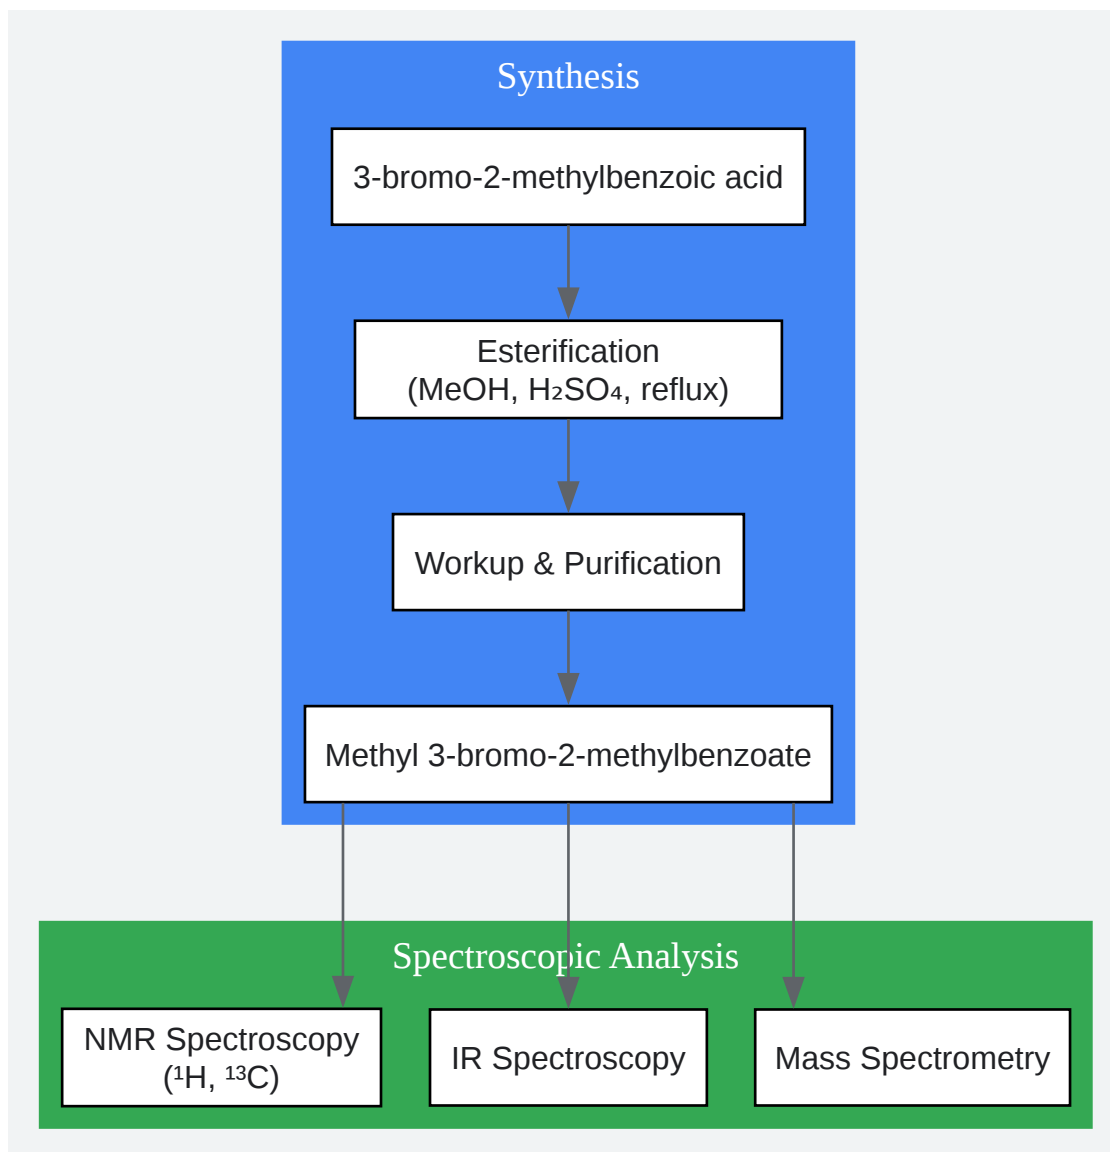 Synthesis
3-bromo-2-methylbenzoic acid
Esterification
(MeOH, H₂SO₄, reflux)
Workup & Purification
Methyl 3-bromo-2-methylbenzoate
Spectroscopic Analysis
NMR Spectroscopy
(¹H, ¹³C)
IR Spectroscopy
Mass Spectrometry